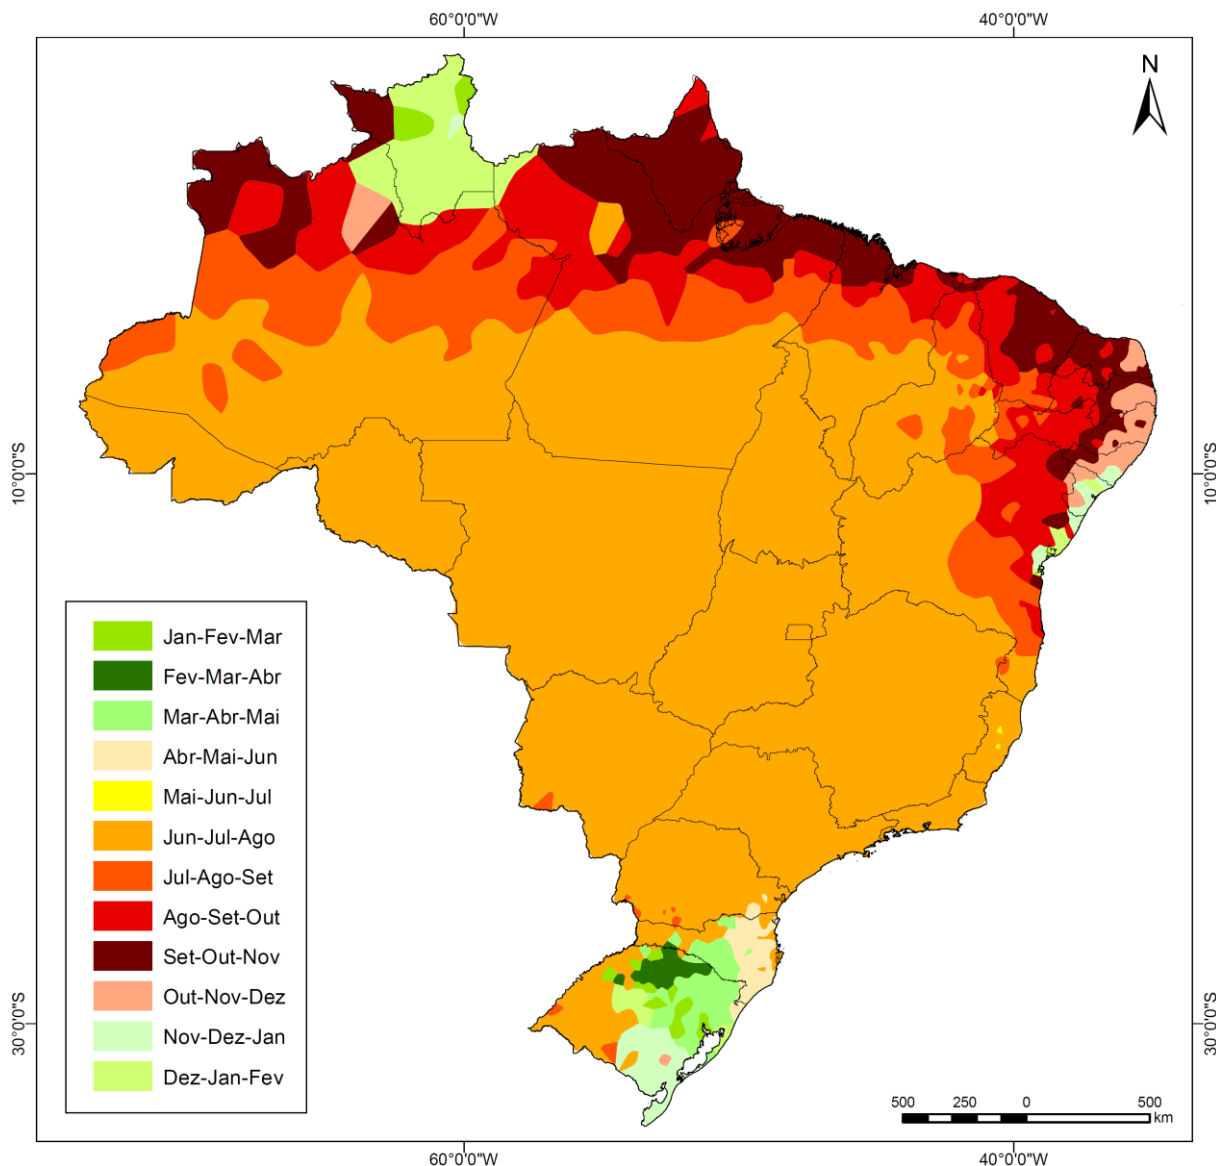 60°0'0"W
40°0'0"W
N
10°0'0"S
10°0'0"S
Jan-Fev-Mar
Fev-Mar-Abr
Mar-Abr-Mai
Abr-Mai-Jun
Mai-Jun-Jul
Jun-Jul-Ago
Jul-Ago-Set
Ago-Set-Out
Set-Out-Nov
Out-Nov-Dez
Nov-Dez-Jan
Dez-Jan-Fev
30°0'0"S
30°0'0"S
500 250 0 500
km
60°0'0"W
40°0'0"W